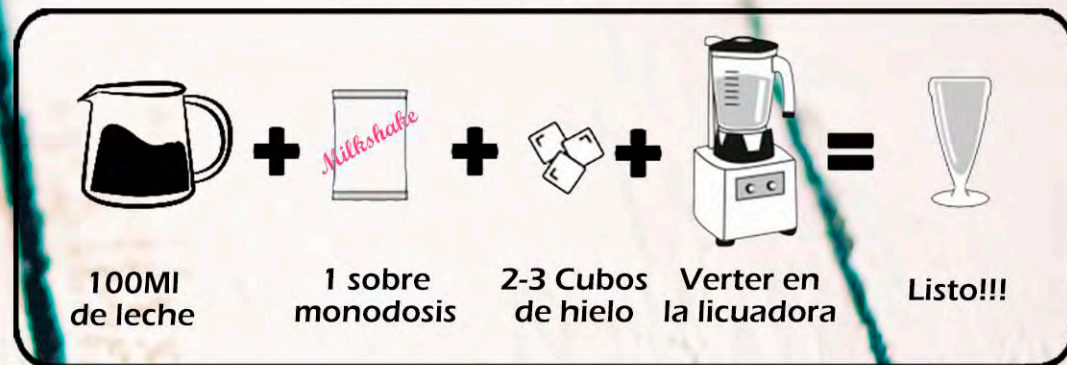 Milkshake
100Ml
de leche
1 sobre
monodosis
2-3 Cubos
de hielo
Verter en
la licuadora
Listo!!!